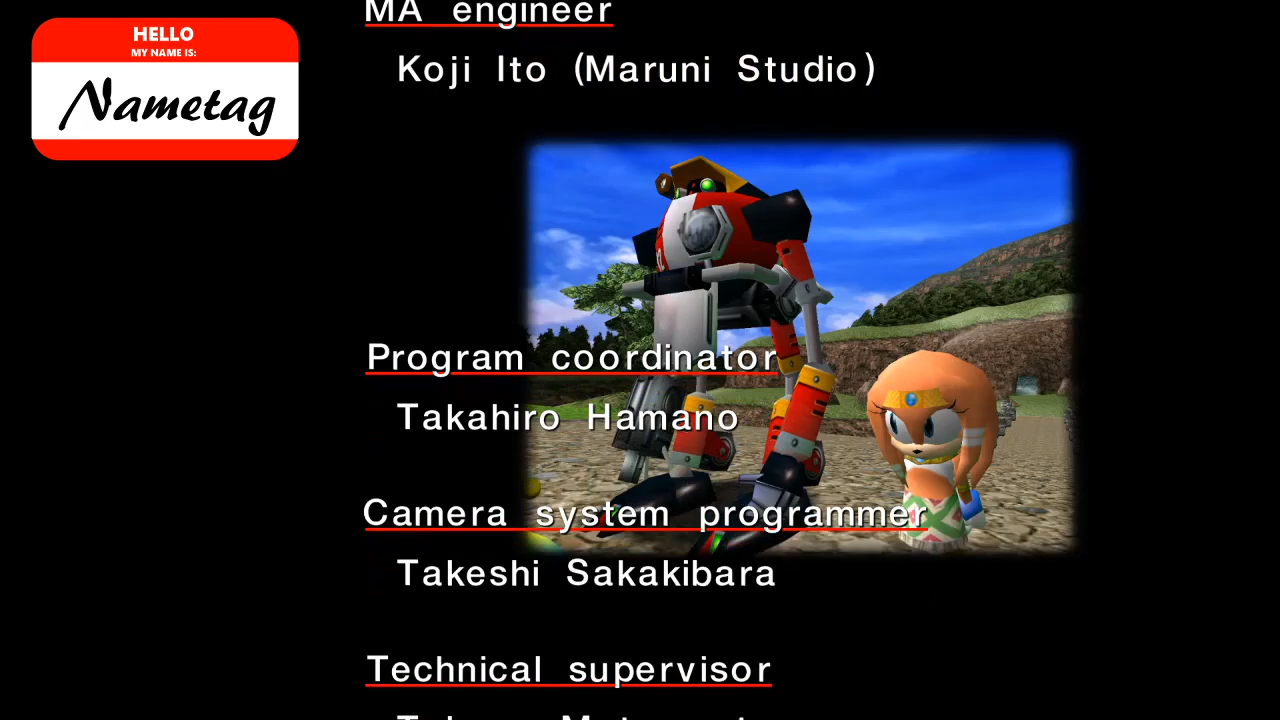 HELLO
MY NAME IS:
Nametag
MA engineer
Koji Ito (Maruni Studio)
Program coordinator
Takahiro Hamano
Camera system programmer
Takeshi Sakakibara
Technical supervisor